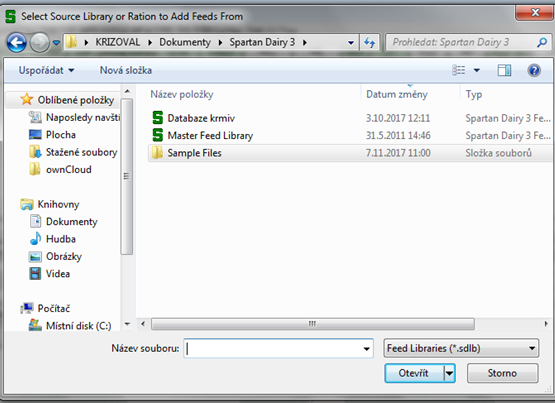 Select Source Library or Ration to Add Feeds From
KRIZOVAL ▸ Dokumenty ▸ Spartan Dairy 3 ▸
Prohledat: Spartan Dairy 3
Uspořádat
Nová složka
Název položky
Datum změny
Typ
Databaze krmiv 3.10.2017 12:11 Spartan Dairy 3 Fe...
Master Feed Library 31.5.2011 14:46 Spartan Dairy 3 Fe...
Sample Files 7.11.2017 11:00 Složka souborů
Oblíbené položky
Naposledy navští
Plocha
Stažené soubory
ownCloud
Knihovny
Dokumenty
Hudba
Obrázky
Videa
Počítač
Místní disk (C:)
Název souboru:
Feed Libraries (*.sdlb)
Otevřít
Storno